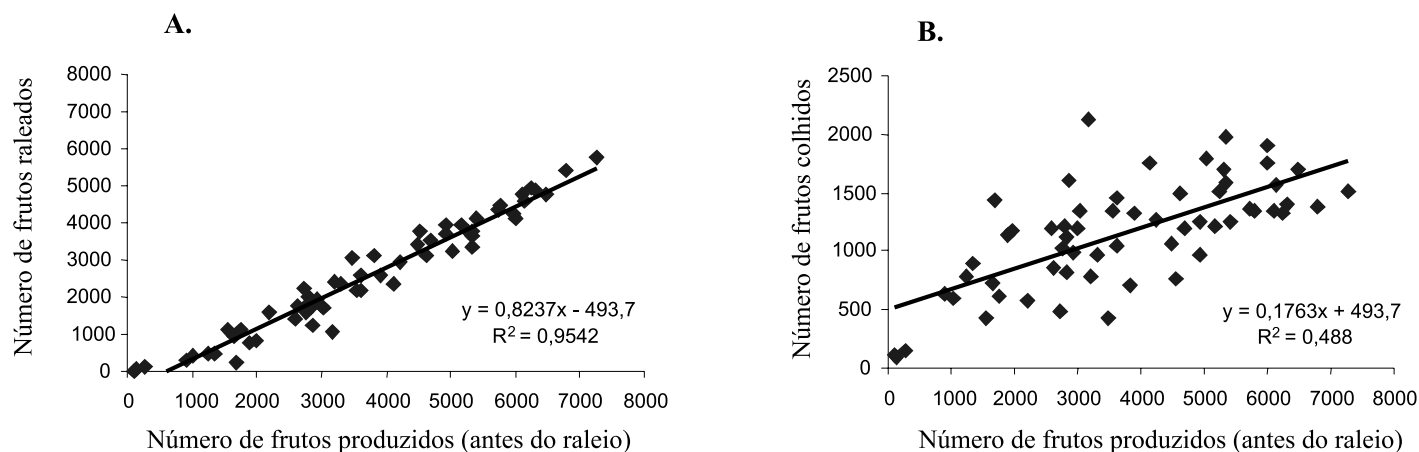 A.
Número de frutos raleados
8000
7000
6000
5000
4000
3000
2000
1000
0
y = 0,8237x - 493,7
R² = 0,9542
0 1000 2000 3000 4000 5000 6000 7000 8000
Número de frutos produzidos (antes do raleio)
B.
Número de frutos colhidos
2500
2000
1500
1000
500
0
y = 0,1763x + 493,7
R² = 0,488
0 1000 2000 3000 4000 5000 6000 7000 8000
Número de frutos produzidos (antes do raleio)